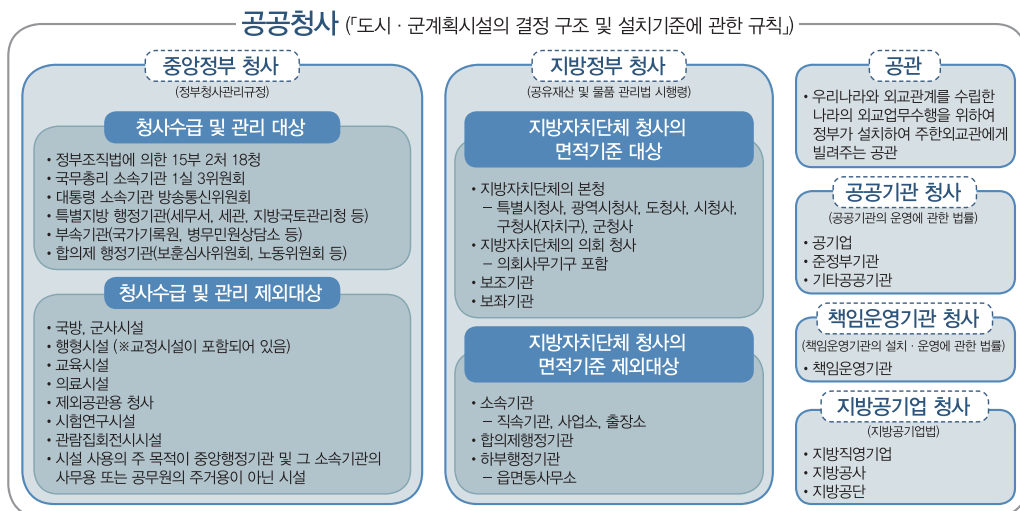 공공청사 (「도시 · 군계획시설의 결정 구조 및 설치기준에 관한 규칙」)
중앙정부 청사
(정부청사관리규정)
청사수급 및 관리 대상
• 정부조직법에 의한 15부 2처 18청
• 국무총리 소속기관 1실 3위원회
• 대통령 소속기관 방송통신위원회
• 특별지방 행정기관(세무서, 세관, 지방국토관리청 등)
• 부속기관(국가기록원, 병무민원상담소 등)
• 합의제 행정기관(보훈심사위원회, 노동위원회 등)
청사수급 및 관리 제외대상
• 국방, 군사시설
• 행형시설 (※교정시설이 포함되어 있음)
• 교육시설
• 의료시설
• 제외공관용 청사
• 시험연구시설
• 관람집회전시시설
• 시설 사용의 주 목적이 중앙행정기관 및 그 소속기관의
사무용 또는 공무원의 주거용이 아닌 시설
지방정부 청사
(공유재산 및 물품 관리법 시행령)
지방자치단체 청사의
면적기준 대상
• 지방자치단체의 본청
– 특별시청사, 광역시청사, 도청사, 시청사,
구청사(자치구), 군청사
• 지방자치단체의 의회 청사
– 의회사무기구 포함
• 보조기관
• 보좌기관
지방자치단체 청사의
면적기준 제외대상
• 소속기관
– 직속기관, 사업소, 출장소
• 합의제행정기관
• 하부행정기관
– 읍면동사무소
공관
• 우리나라와 외교관계를 수립한
나라의 외교업무수행을 위하여
정부가 설치하여 주한외교관에게
빌려주는 공관
공공기관 청사
(공공기관의 운영에 관한 법률)
• 공기업
• 준정부기관
• 기타공공기관
책임운영기관 청사
(책임운영기관의 설치 · 운영에 관한 법률)
• 책임운영기관
지방공기업 청사
(지방공기업법)
• 지방직영기업
• 지방공사
• 지방공단